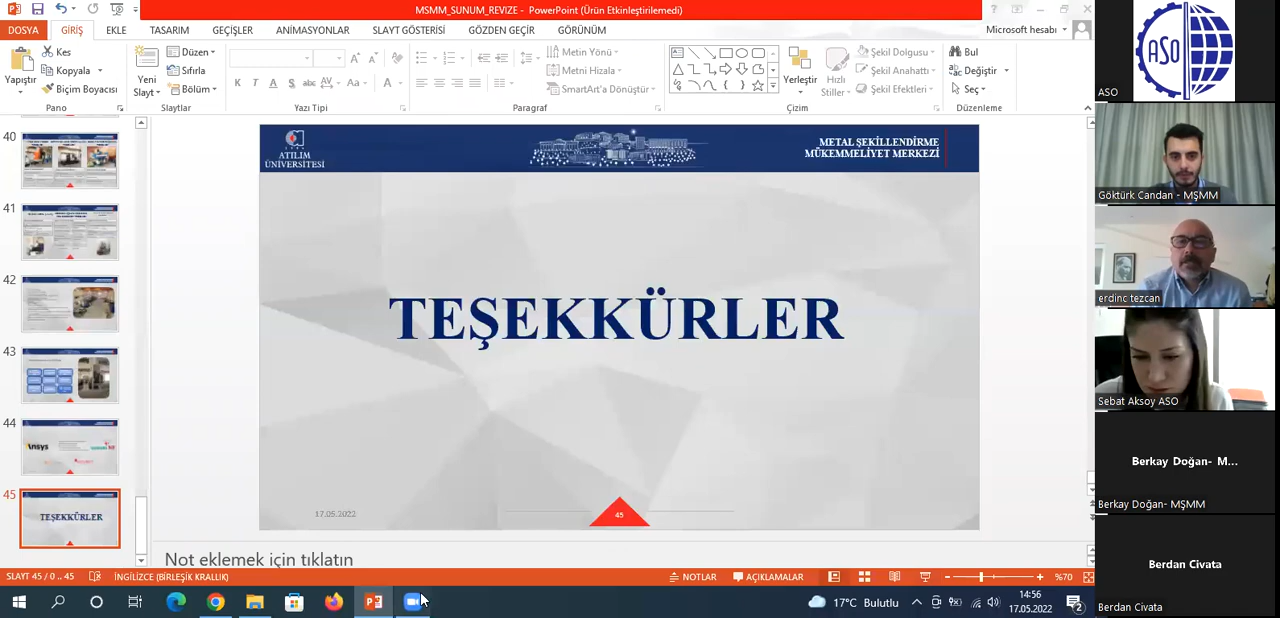 MSMM_SUNUM_REVIZE - PowerPoint (Ürün Etkinleştirilemedi)
DOSYA GİRİŞ EKLE TASARIM GEÇİŞLER ANİMASYONLAR SLAYT GÖSTERİSİ GÖZDEN GEÇİR GÖRÜNÜM Microsoft hesabı
Yapıştır
Kes
Kopyala
Biçim Boyacısı
Yeni Slayt
Düzen
Sıfırla
Bölüm
K T A S abc AV Aa A
Metin Yönü
Metni Hizala
SmartArt'a Dönüştür
Yerleştir
Hızlı Stiller
Şekil Dolgusu
Şekil Anahattı
Şekil Efektleri
Bul
Değiştir
Seç
Pano Slaytlar Yazı Tipi Paragraf Çizim Düzenleme
40
41
42
43
44
Ansys
45
TEŞEKKÜRLER
ATILIM
ÜNİVERSİTESİ
METAL ŞEKİLLENDİRME
MÜKEMMELİYET MERKEZİ
TEŞEKKÜRLER
17.05.2022
45
Not eklemek için tıklatın
SLAYT 45 / 0 .. 45 İNGİLİZCE (BİRLEŞİK KRALLIK) NOTLAR AÇIKLAMALAR %70
17°C Bulutlu
14:56
17.05.2022
2
ASO
ASO
Göktürk Candan - MŞMM
erdinc tezcan
Sebat Aksoy ASO
Berkay Doğan- M...
Berkay Doğan- MŞMM
Berdan Civata
Berdan Civata